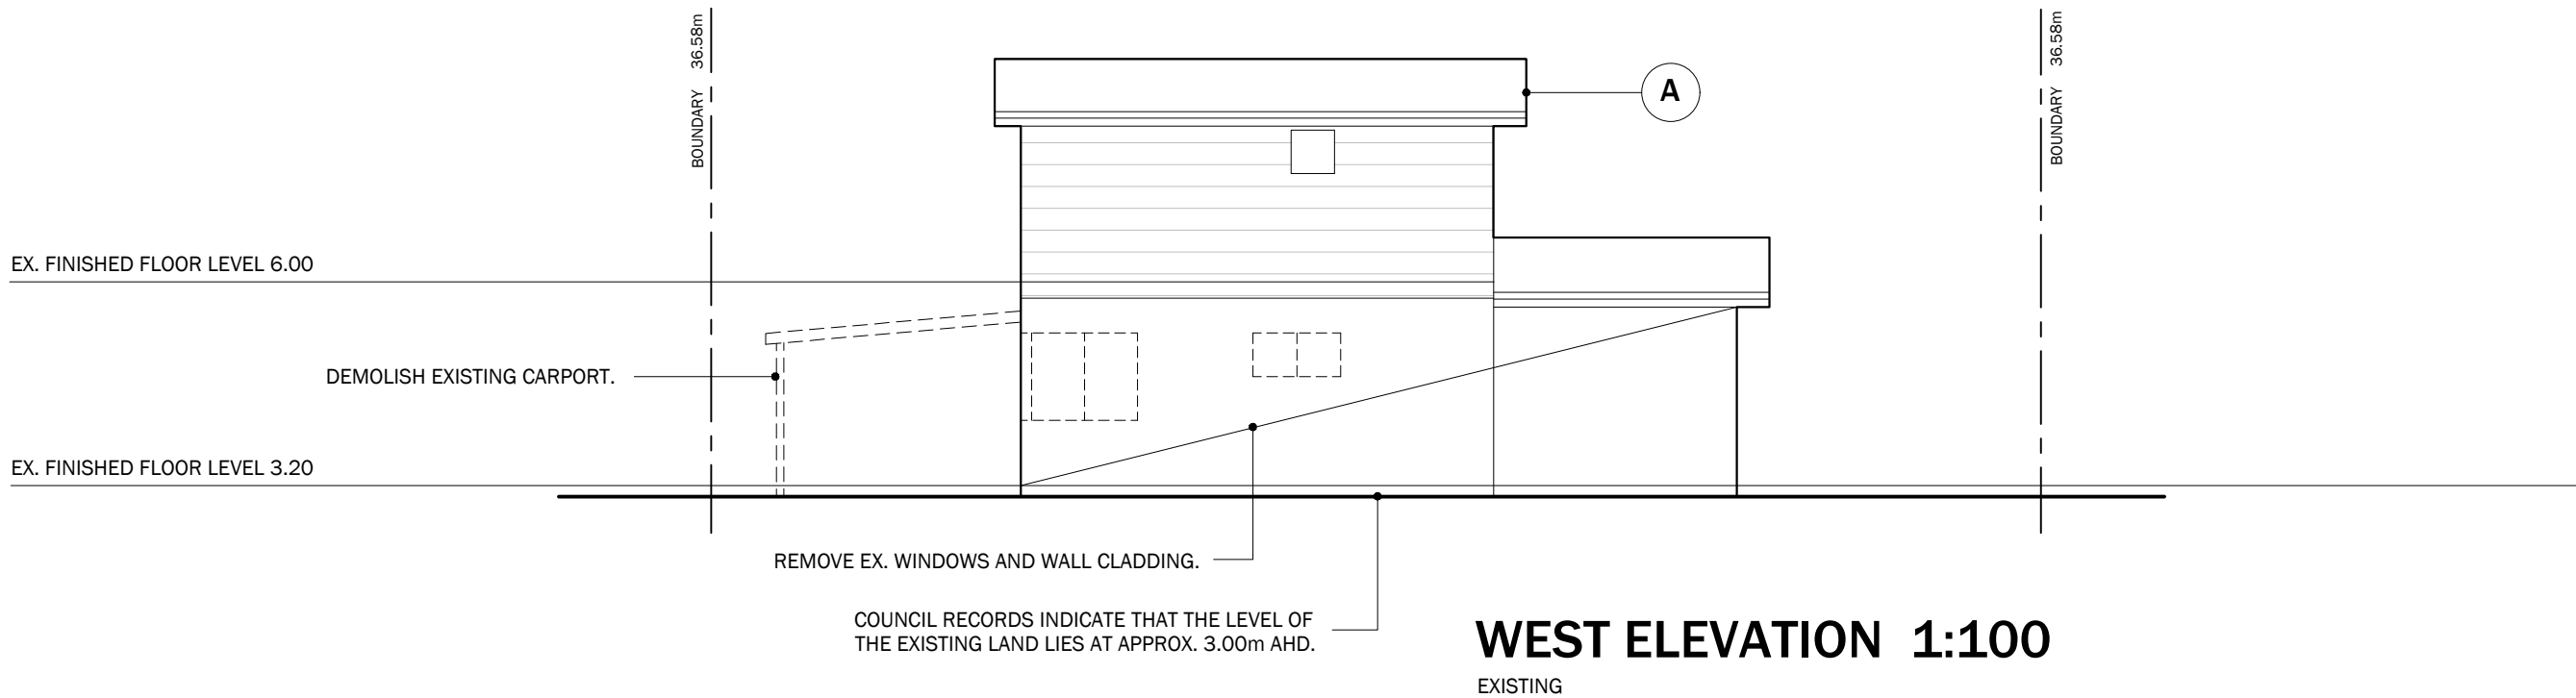 BOUNDARY 36.58m
BOUNDARY 36.58m
A
EX. FINISHED FLOOR LEVEL 6.00
DEMOLISH EXISTING CARPORT.
EX. FINISHED FLOOR LEVEL 3.20
REMOVE EX. WINDOWS AND WALL CLADDING.
COUNCIL RECORDS INDICATE THAT THE LEVEL OF
THE EXISTING LAND LIES AT APPROX. 3.00m AHD.
WEST ELEVATION 1:100
EXISTING